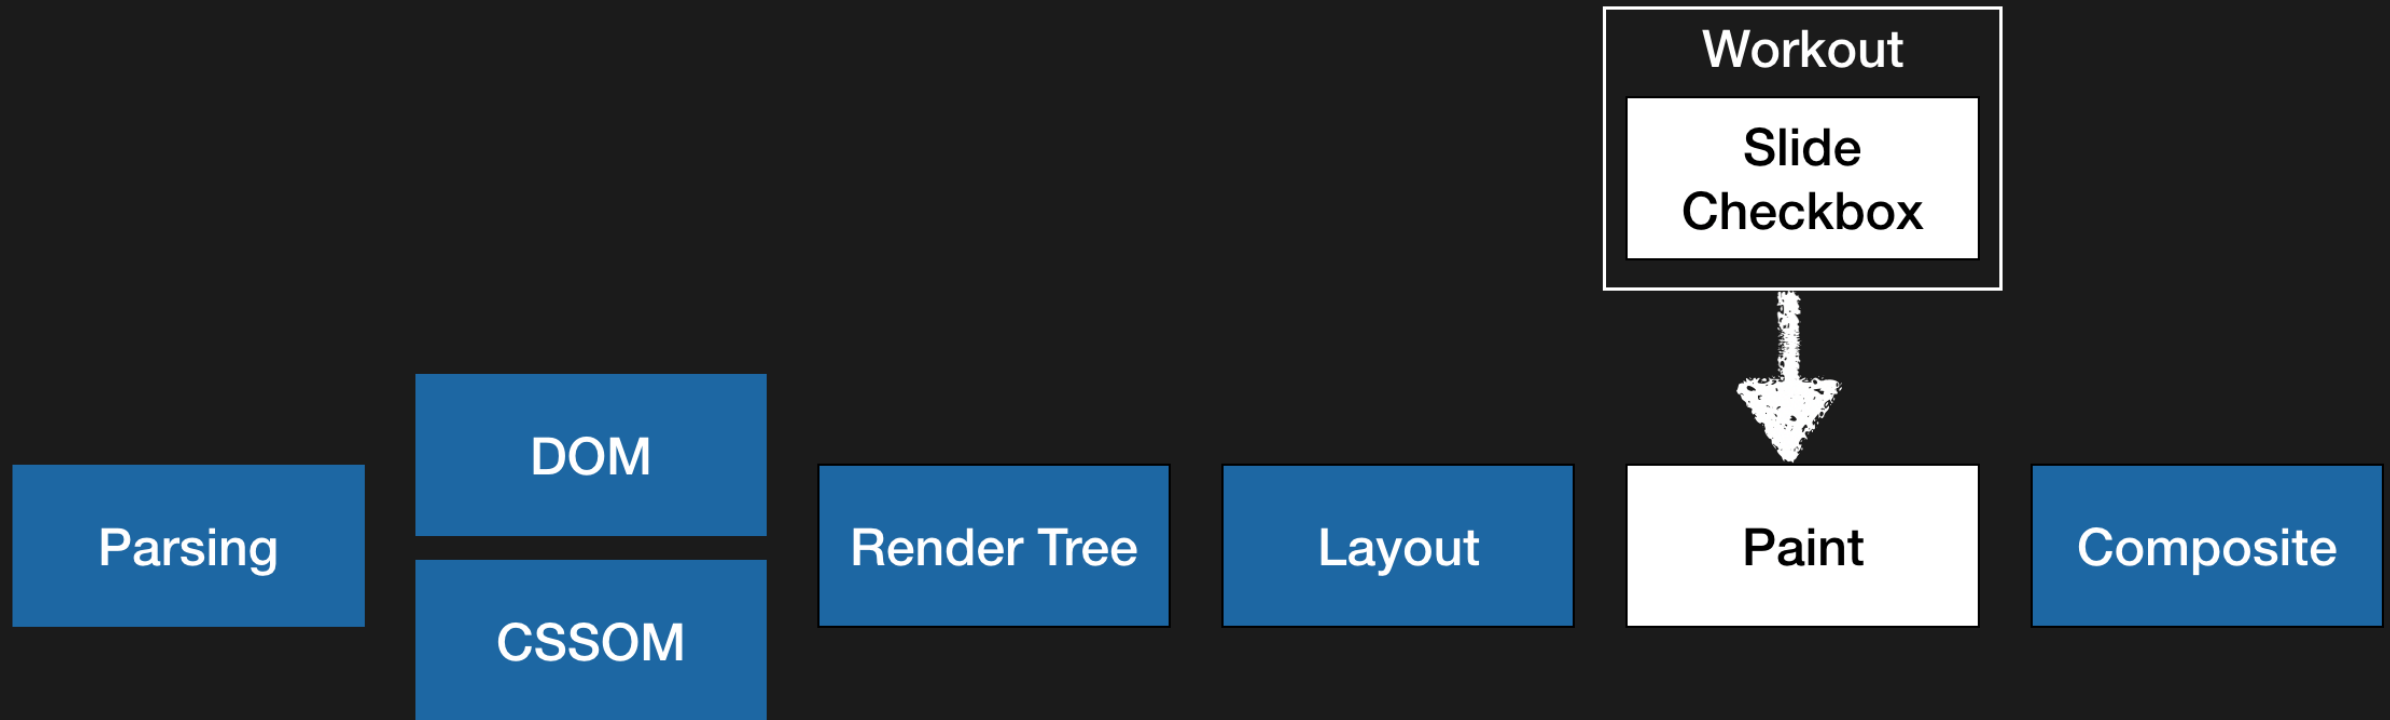 Workout
Slide
Checkbox
DOM
Parsing
Render Tree
Layout
Paint
Composite
CSSOM